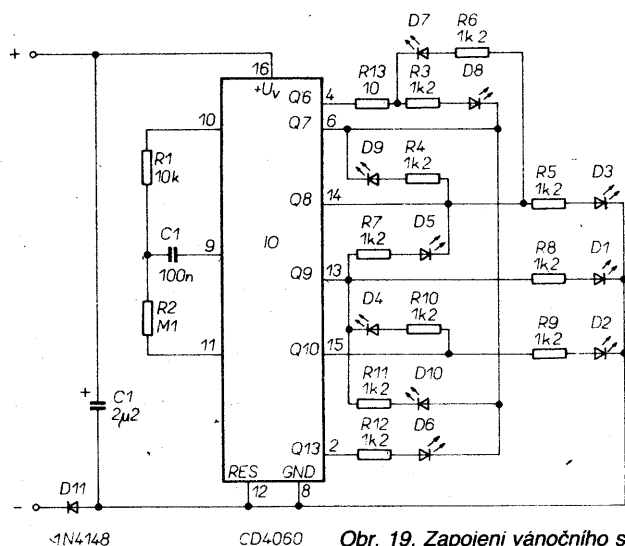 D7
R6
1k2
+
16
+Uv
R13
10
R3
1k2
D8
Q6
4
Q7
6
10
R1
10k
D9
R4
1k2
Q8
14
R5
1k2
D3
C1
9
100n
IO
R7
1k2
D5
Q9
13
R8
1k2
D1
R2
M1
D4
R10
1k2
11
Q10
15
R9
1k2
D2
+
C1
2µ2
R11
1k2
D10
R12
1k2
D6
Q13
2
RES
GND
12
8
-
D11
1N4148
CD4060
Obr. 19. Zapojeni vánočního s